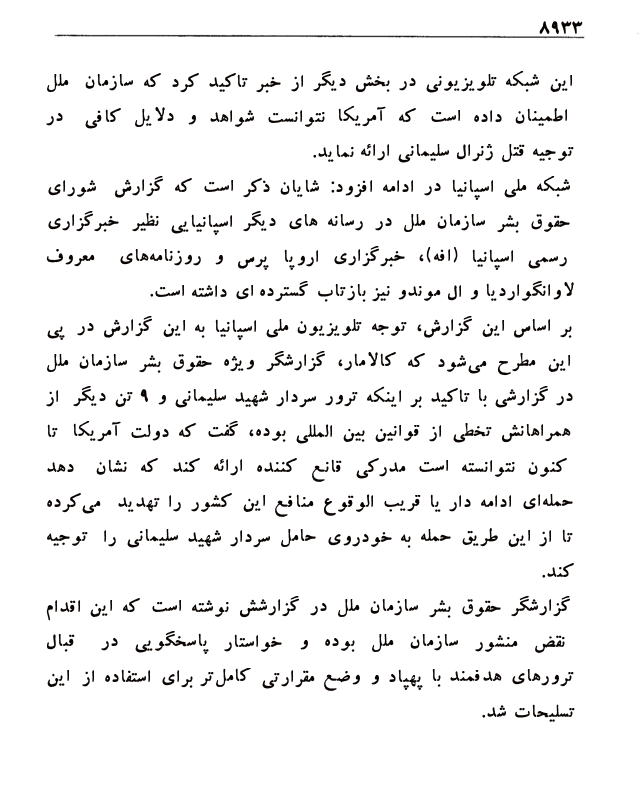 ۸۹۳۳
این شبکه تلویزیونی در بخش دیگر از خبر تاکید کرد که سازمان ملل
اطمینان داده است که آمریکا نتوانست شواهد و دلایل کافی در
توجیه قتل ژنرال سلیمانی ارائه نماید.
شبکه ملی اسپانیا در ادامه افزود: شایان ذکر است که گزارش شورای
حقوق بشر سازمان ملل در رسانه های دیگر اسپانیایی نظیر خبرگزاری
رسمی اسپانیا (افه)، خبرگزاری اروپا پرس و روزنامه‌های معروف
لاوانگواردیا و ال موندو نیز بازتاب گسترده ای داشته است.
بر اساس این گزارش، توجه تلویزیون ملی اسپانیا به این گزارش در پی
این مطرح می‌شود که کالامار، گزارشگر ویژه حقوق بشر سازمان ملل
در گزارشی با تاکید بر اینکه ترور سردار شهید سلیمانی و ۹ تن دیگر از
همراهانش تخطی از قوانین بین المللی بوده، گفت که دولت آمریکا تا
کنون نتوانسته است مدرکی قانع کننده ارائه کند که نشان دهد
حمله‌ای ادامه دار یا قریب الوقوع منافع این کشور را تهدید می‌کرده
تا از این طریق حمله به خودروی حامل سردار شهید سلیمانی را توجیه
کند.
گزارشگر حقوق بشر سازمان ملل در گزارشش نوشته است که این اقدام
نقض منشور سازمان ملل بوده و خواستار پاسخگویی در قبال
ترورهای هدفمند با پهپاد و وضع مقرارتی کامل‌تر برای استفاده از این
تسلیحات شد.